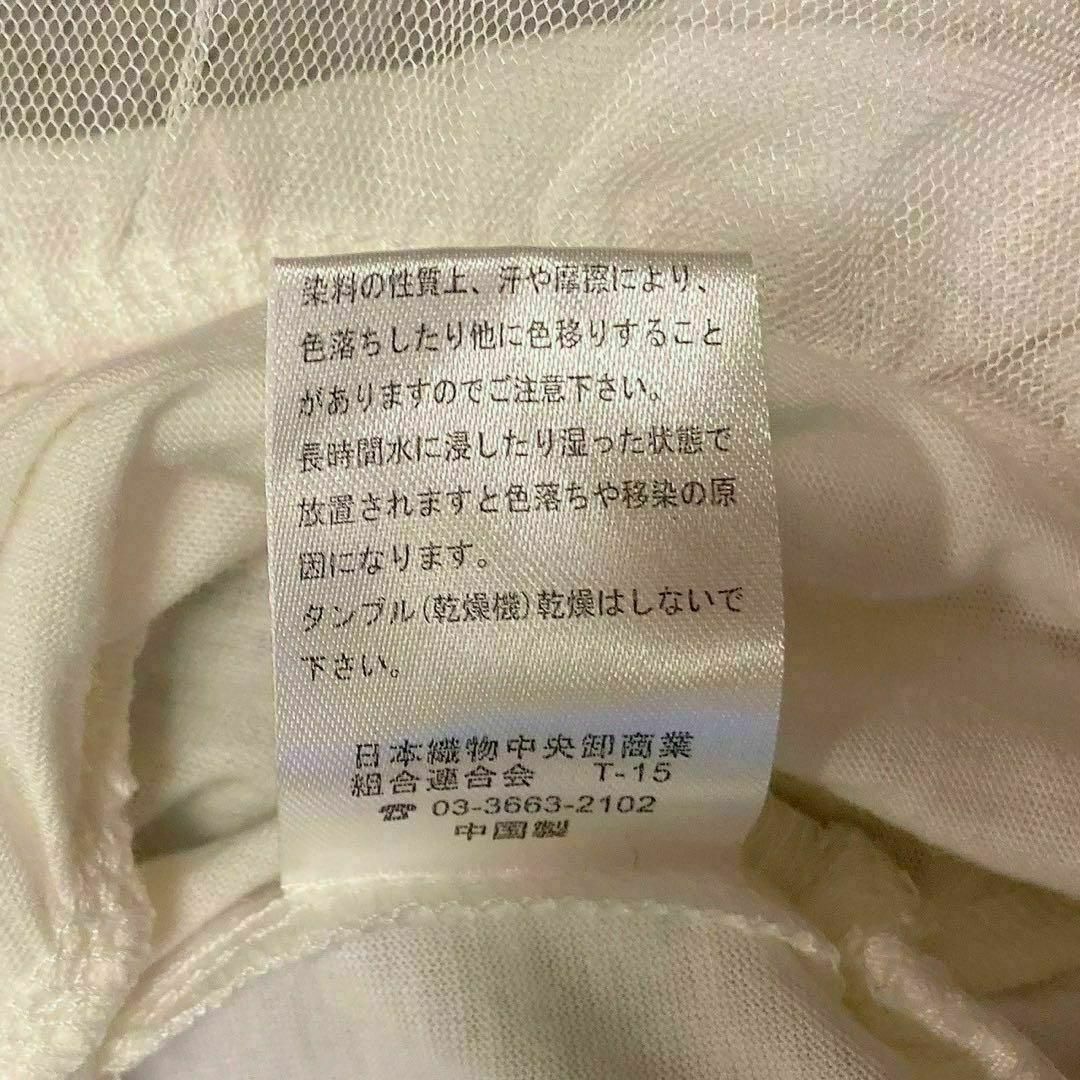 染料の性質上、汗や摩擦により、
色落ちしたり他に色移りすること
がありますのでご注意下さい。
長時間水に浸したり湿った状態で
放置されますと色落ちや移染の原
因になります。
タンブル(乾燥機)乾燥はしないで
下さい。
日本織物中央卸商業
組合連合会 T-15
☎ 03-3663-2102
中国製